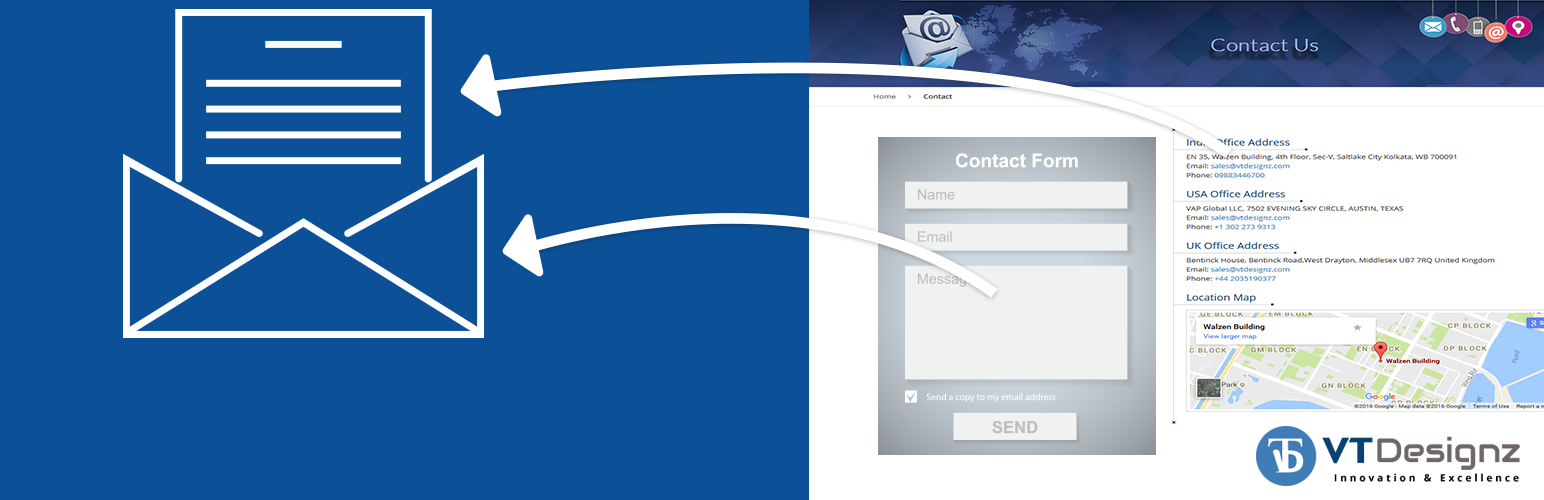 Contact Us
Home > Contact
Contact Form
Name
Email
Message
Send a copy to my email address
SEND
India Office Address
EN 35, Walzen Building, 4th Floor, Sec-V, Saltlake City Kolkata, WB 700091
Email: sales@vtdesignz.com
Phone: 09883446700
USA Office Address
VAP Global LLC, 7502 EVENING SKY CIRCLE, AUSTIN, TEXAS
Email: sales@vtdesignz.com
Phone: +1 302 273 9313
UK Office Address
Bentinck House, Bentinck Road,West Drayton, Middlesex UB7 7RQ United Kingdom
Email: sales@vtdesignz.com
Phone: +44 2035190377
Location Map
GE BLOCK
EM BLOCK
CP BLOCK
Walzen Building
View larger map
C BLOCK
GM BLOCK
EN BLOCK
DP BLOCK
Walzen Building
Park
GN BLOCK
Ring Rd
Pond
Google
©2016 Google - Map data ©2016 Google
Terms of Use
Report a m
VTDesignz
Innovation & Excellence